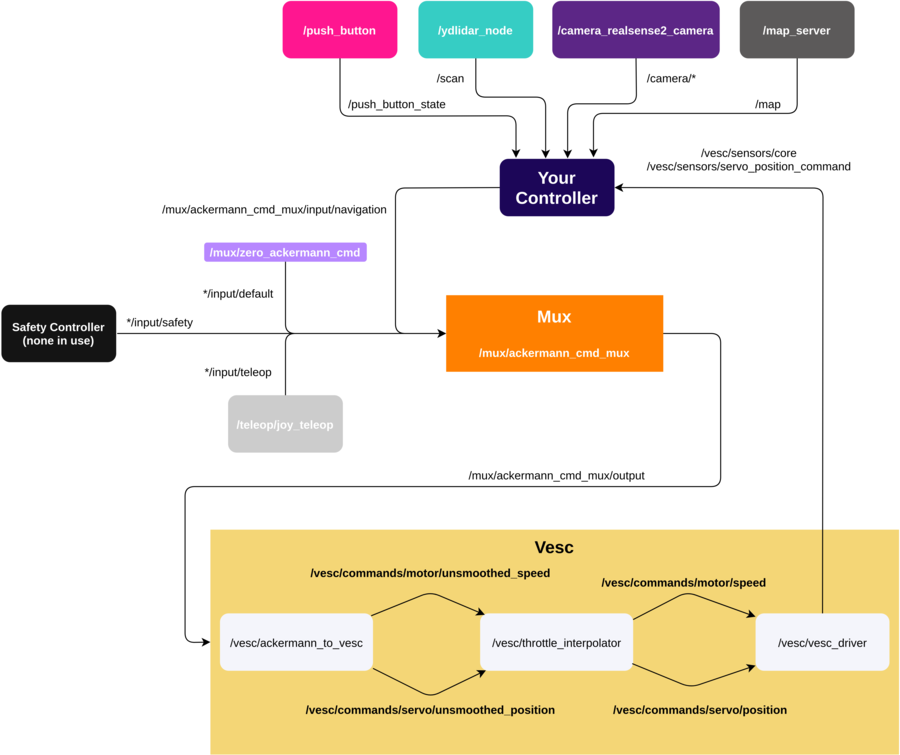 /push_button
/ydlidar_node
/camera_realsense2_camera
/map_server
/scan
/camera/*
/push_button_state
/map
/vesc/sensors/core
/vesc/sensors/servo_position_command
Your
Controller
/mux/ackermann_cmd_mux/input/navigation
/mux/zero_ackermann_cmd
*/input/default
Safety Controller
(none in use)
*/input/safety
Mux
/mux/ackermann_cmd_mux
*/input/teleop
/teleop/joy_teleop
/mux/ackermann_cmd_mux/output
Vesc
/vesc/commands/motor/unsmoothed_speed
/vesc/commands/motor/speed
/vesc/ackermann_to_vesc
/vesc/throttle_interpolator
/vesc/vesc_driver
/vesc/commands/servo/unsmoothed_position
/vesc/commands/servo/position